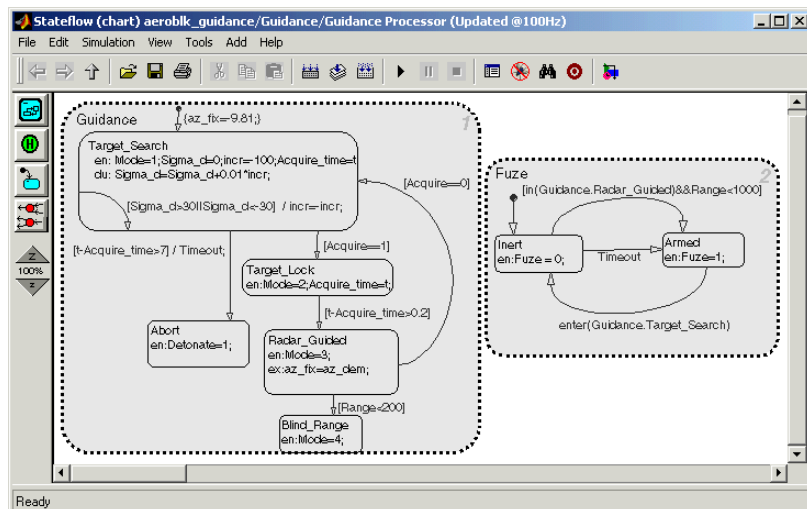 Stateflow (chart) aeroblk_guidance/Guidance/Guidance Processor (Updated @100Hz)
File Edit Simulation View Tools Add Help
Guidance
{az_fix=-9.81;}
1
Target_Search
en: Mode=1;Sigma_d=0;incr=-100;Acquire_time=t
du: Sigma_d=Sigma_d+0.01*incr;
[Acquire==0]
[Sigma_d>30||Sigma_d<-30] / incr=-incr;
[t-Acquire_time>7] / Timeout;
[Acquire==1]
Target_Lock
en:Mode=2;Acquire_time=t;
[t-Acquire_time>0.2]
Abort
en:Detonate=1;
Radar_Guided
en:Mode=3;
ex:az_fix=az_dem;
[Range<200]
Blind_Range
en:Mode=4;
Fuze
2
[in(Guidance.Radar_Guided)&&Range<1000]
Inert
en:Fuze = 0;
Timeout
Armed
en:Fuze=1;
enter(Guidance.Target_Search)
Z
100%
z
Ready